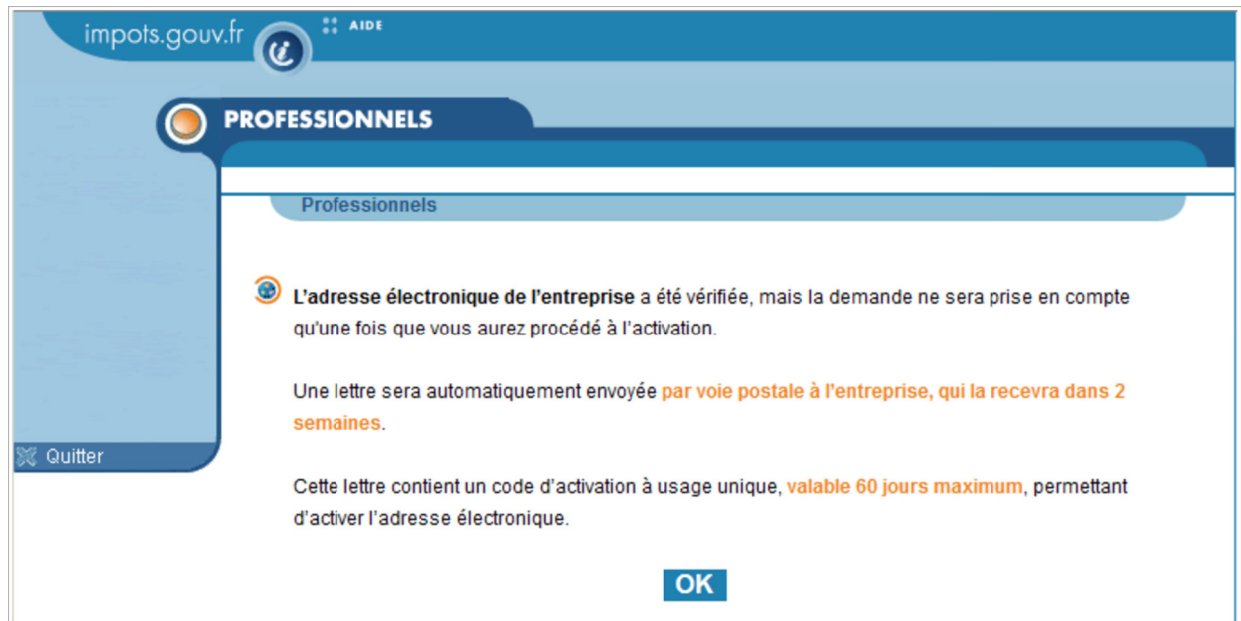 impots.gouv.fr
AIDE
PROFESSIONNELS
Professionnels
L'adresse électronique de l'entreprise a été vérifiée, mais la demande ne sera prise en compte
qu'une fois que vous aurez procédé à l'activation.
Une lettre sera automatiquement envoyée par voie postale à l'entreprise, qui la recevra dans 2
semaines.
Quitter
Cette lettre contient un code d'activation à usage unique, valable 60 jours maximum, permettant
d'activer l'adresse électronique.
OK